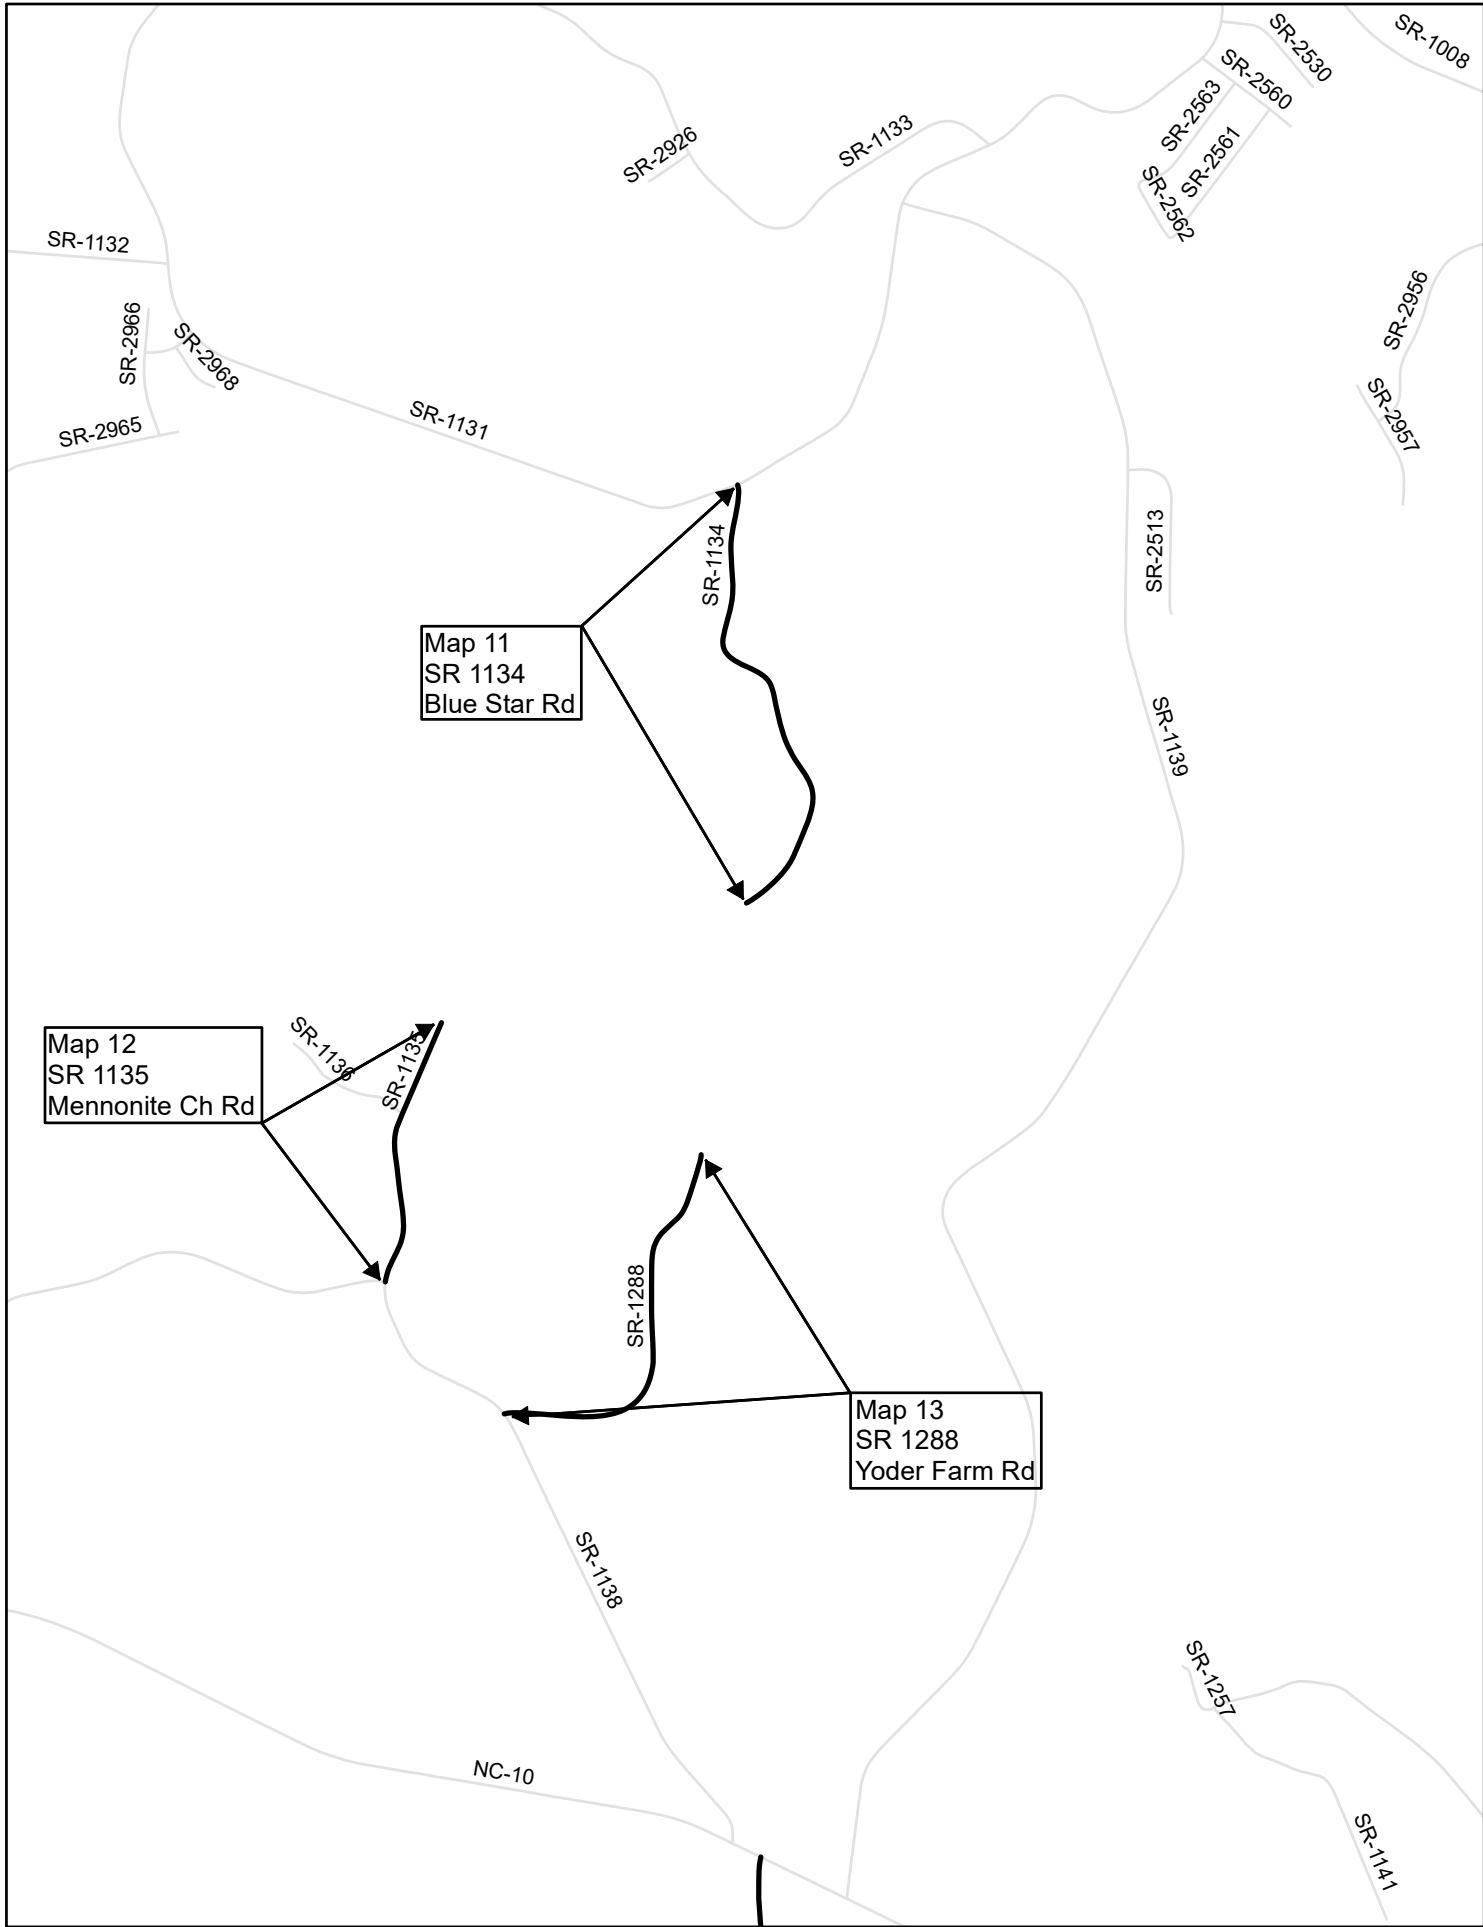 SR-1008
SR-2530
SR-2560
SR-2563
SR-2561
SR-2562
SR-1133
SR-2926
SR-1132
SR-2956
SR-2966
SR-2968
SR-2957
SR-1131
SR-2965
SR-1134
SR-2513
Map 11
SR 1134
Blue Star Rd
SR-1139
SR-1136
SR-1135
Map 12
SR 1135
Mennonite Ch Rd
SR-1288
Map 13
SR 1288
Yoder Farm Rd
SR-1138
SR-1257
NC-10
SR-1141